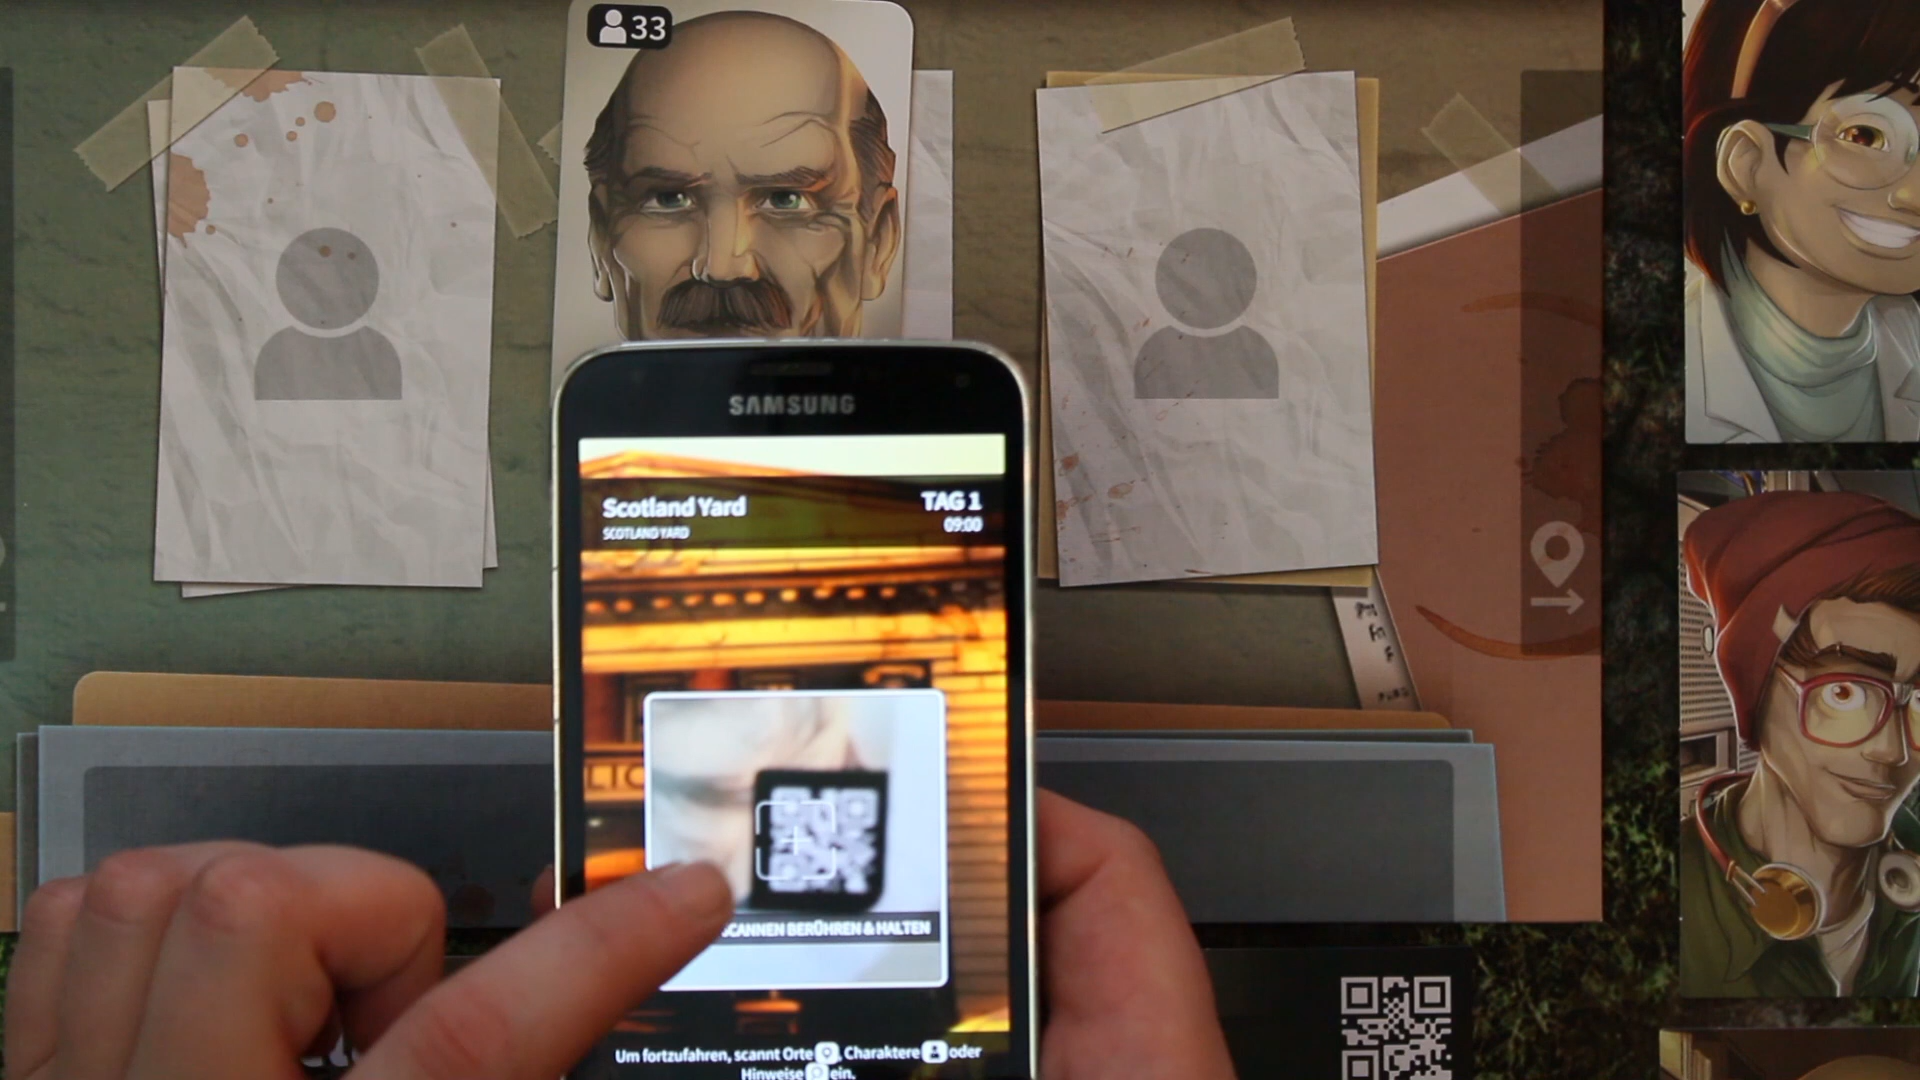 33
SAMSUNG
Scotland Yard
TAG 1
SCOTLAND YARD
09:00
LIC
SCANNEN BERÜHREN & HALTEN
Um fortzufahren, scannt Orte, Charaktere oder
Hinweise ein.